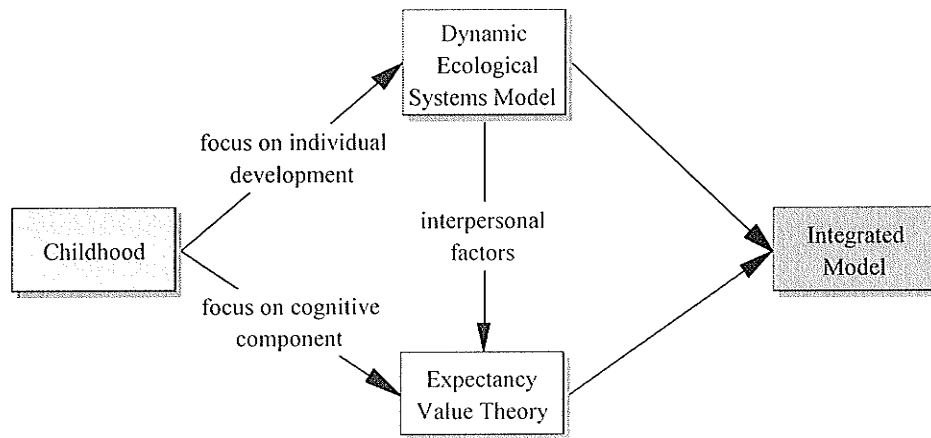 Dynamic
Ecological
Systems Model
focus on individual
development
interpersonal
factors
Childhood
Integrated
Model
focus on cognitive
component
Expectancy
Value Theory